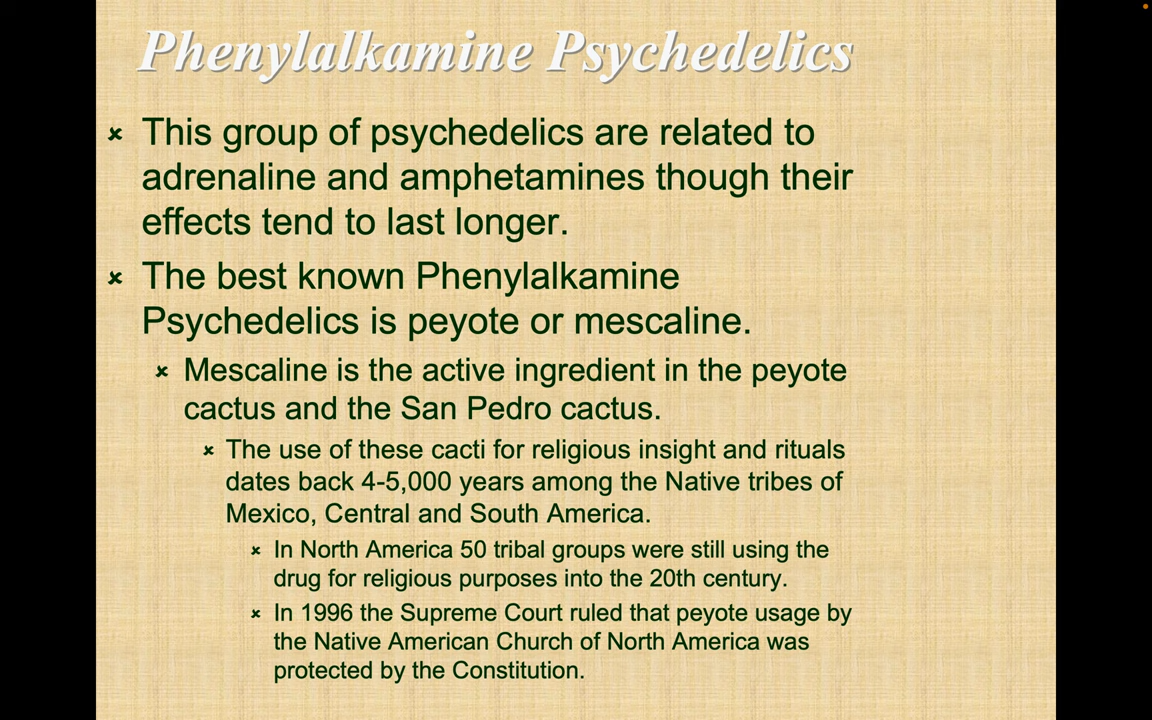 Phenylalkamine Psychedelics
This group of psychedelics are related to
adrenaline and amphetamines though their
effects tend to last longer.
The best known Phenylalkamine
Psychedelics is peyote or mescaline.
Mescaline is the active ingredient in the peyote
cactus and the San Pedro cactus.
The use of these cacti for religious insight and rituals
dates back 4-5,000 years among the Native tribes of
Mexico, Central and South America.
In North America 50 tribal groups were still using the
drug for religious purposes into the 20th century.
In 1996 the Supreme Court ruled that peyote usage by
the Native American Church of North America was
protected by the Constitution.